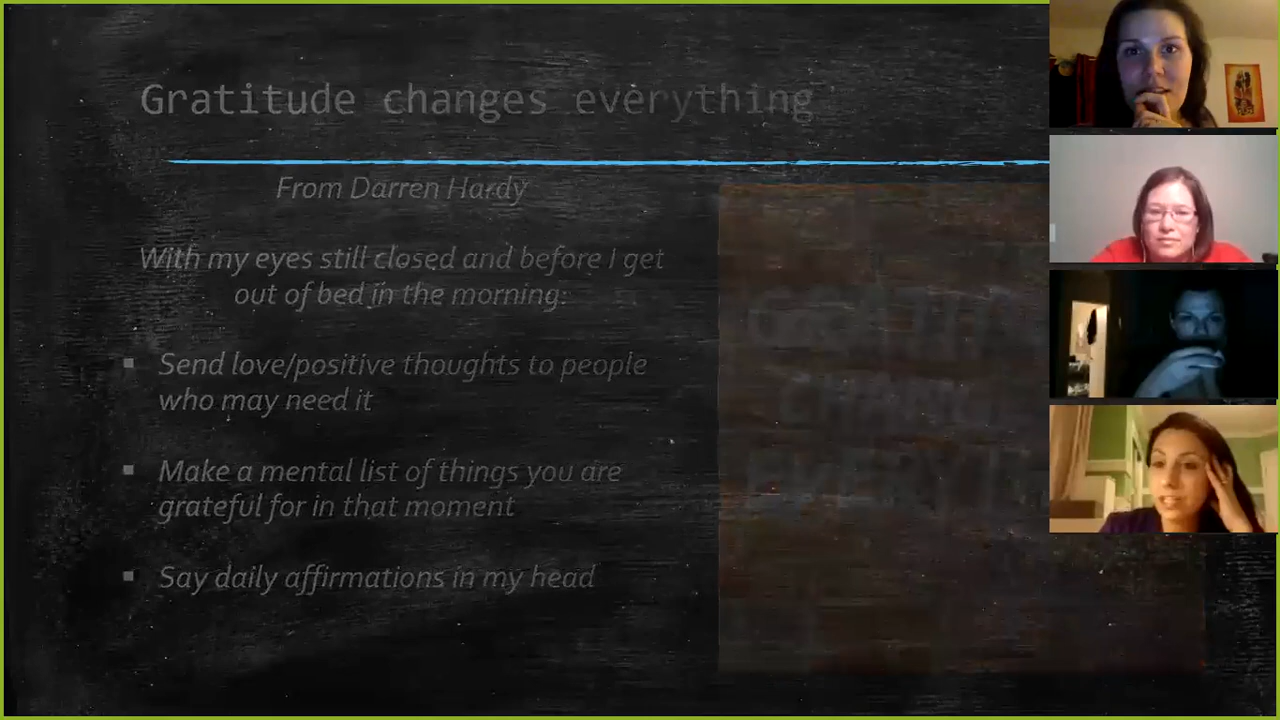 Gratitude changes everything
From Darren Hardy
With my eyes still closed and before I get
out of bed in the morning:
▪ Send love/positive thoughts to people
who may need it
▪ Make a mental list of things you are
grateful for in that moment
▪ Say daily affirmations in my head